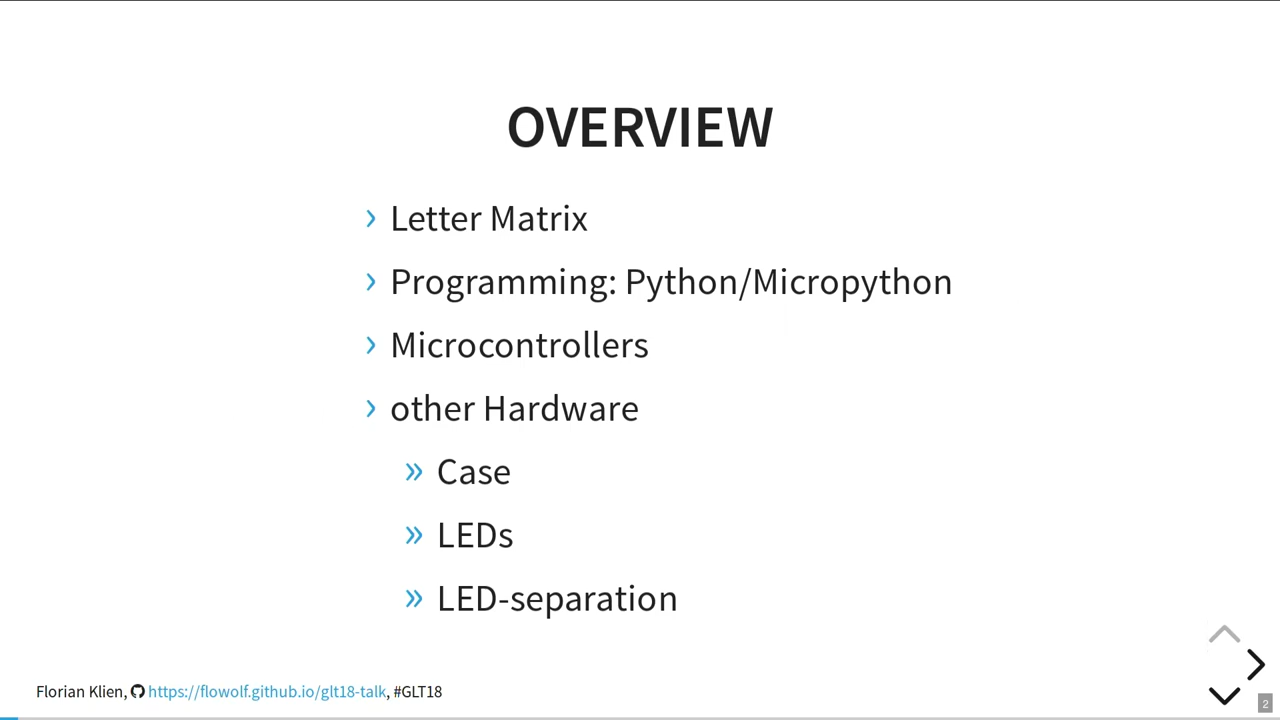 OVERVIEW
› Letter Matrix
› Programming: Python/Micropython
› Microcontrollers
› other Hardware
» Case
» LEDs
» LED-separation
Florian Klien, https://flowolf.github.io/glt18-talk, #GLT18
2